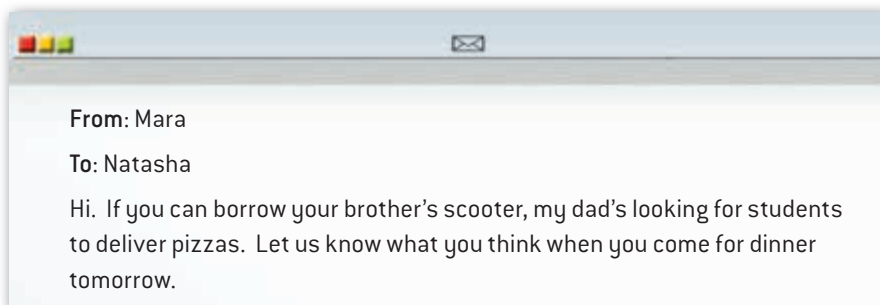 From: Mara
To: Natasha
Hi. If you can borrow your brother's scooter, my dad's looking for students
to deliver pizzas. Let us know what you think when you come for dinner
tomorrow.